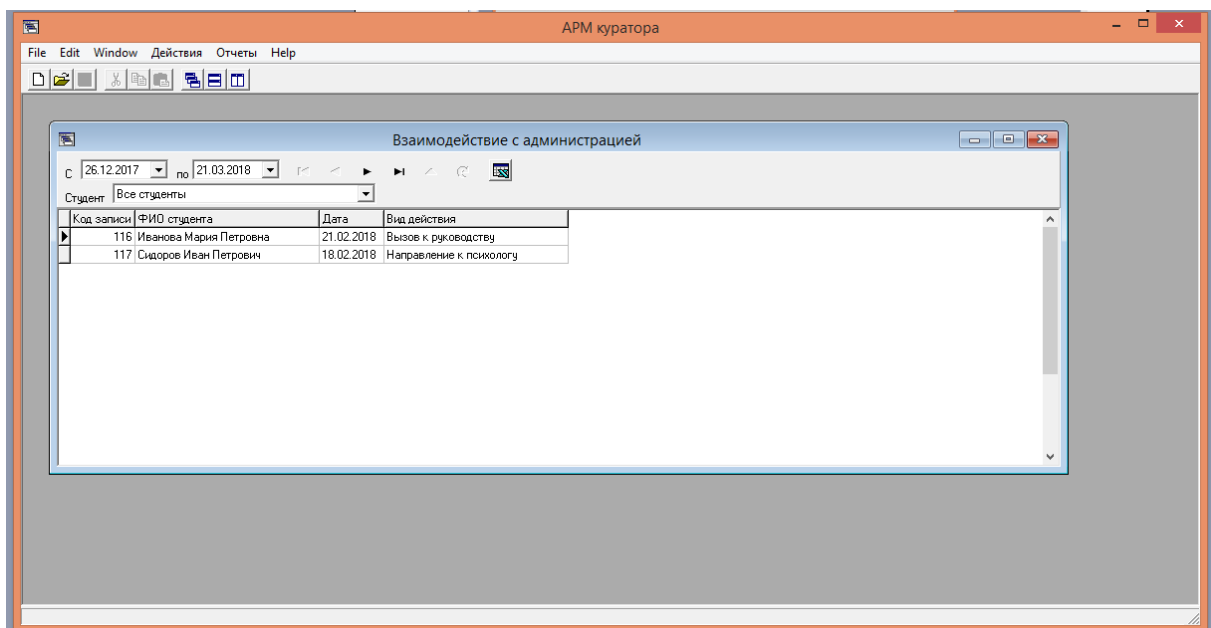 АРМ куратора
File Edit Window Действия Отчеты Help
Взаимодействие с администрацией
С 26.12.2017 по 21.03.2018
Студент Все студенты
Код записи ФИО студента Дата Вид действия
116 Иванова Мария Петровна 21.02.2018 Вызов к руководству
117 Сидоров Иван Петрович 18.02.2018 Направление к психологу